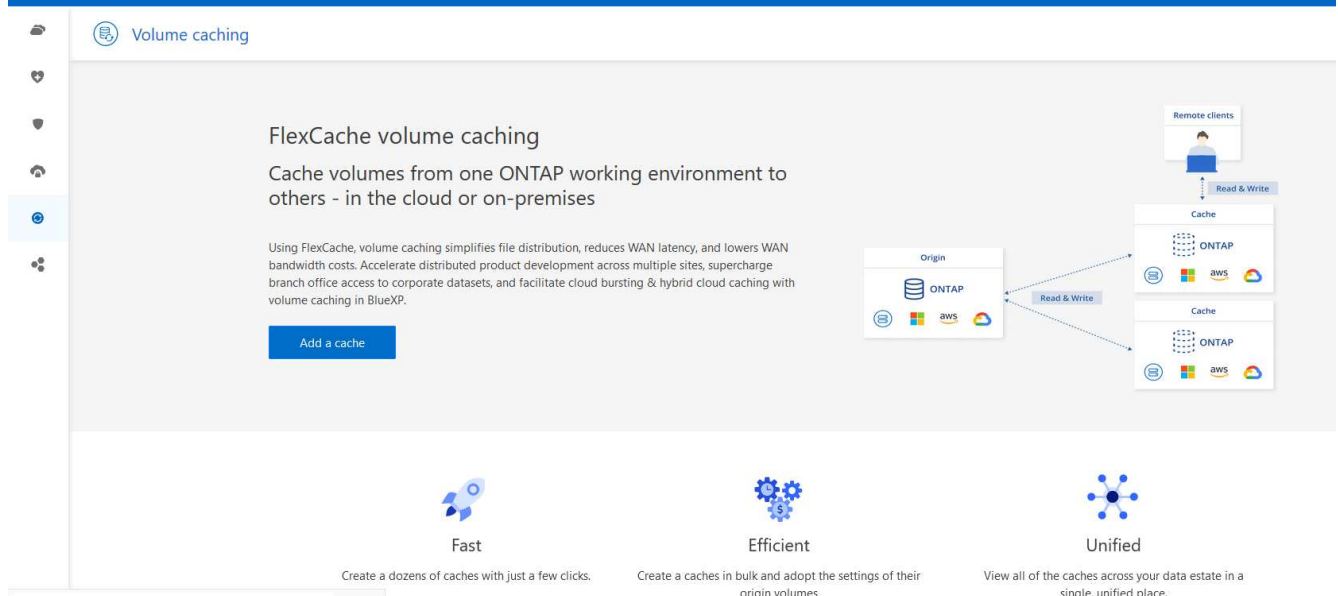 Volume caching
FlexCache volume caching
Cache volumes from one ONTAP working environment to
others - in the cloud or on-premises
Using FlexCache, volume caching simplifies file distribution, reduces WAN latency, and lowers WAN
bandwidth costs. Accelerate distributed product development across multiple sites, supercharge
branch office access to corporate datasets, and facilitate cloud bursting & hybrid cloud caching with
volume caching in BlueXP.
Add a cache
Remote clients
Read & Write
Cache
ONTAP
aws
Origin
ONTAP
aws
Read & Write
Cache
ONTAP
aws
$
Fast
Create a dozens of caches with just a few clicks.
Efficient
Create a caches in bulk and adopt the settings of their
origin volumes
Unified
View all of the caches across your data estate in a
single, unified place.